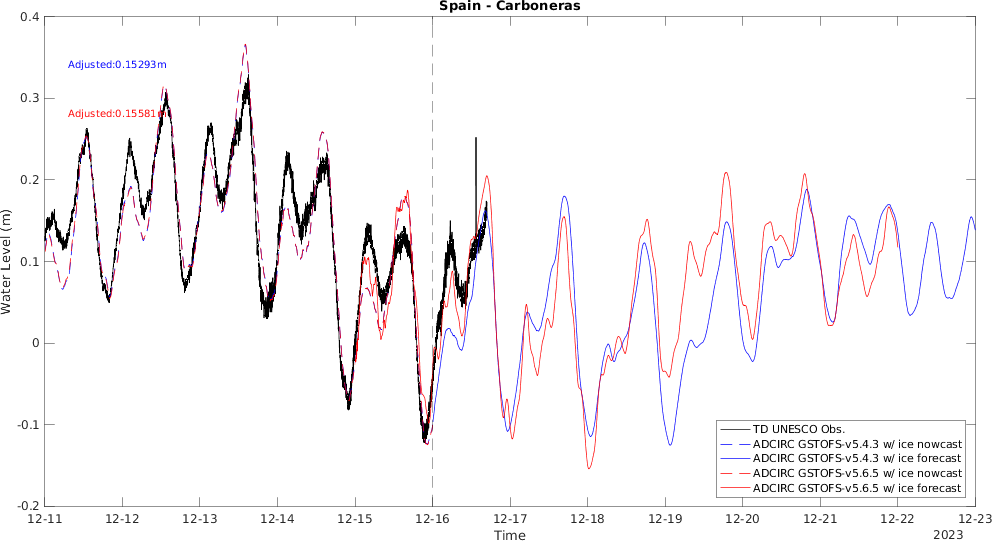 Spain - Carboneras
0.4
0.3
0.2
0.1
0
-0.1
-0.2
Water Level (m)
Adjusted:0.15293m
Adjusted:0.15581m
TD UNESCO Obs.
ADCIRC GSTOFS-v5.4.3 w/ ice nowcast
ADCIRC GSTOFS-v5.4.3 w/ ice forecast
ADCIRC GSTOFS-v5.6.5 w/ ice nowcast
ADCIRC GSTOFS-v5.6.5 w/ ice forecast
12-11 12-12 12-13 12-14 12-15 12-16 12-17 12-18 12-19 12-20 12-21 12-22 12-23
Time
2023